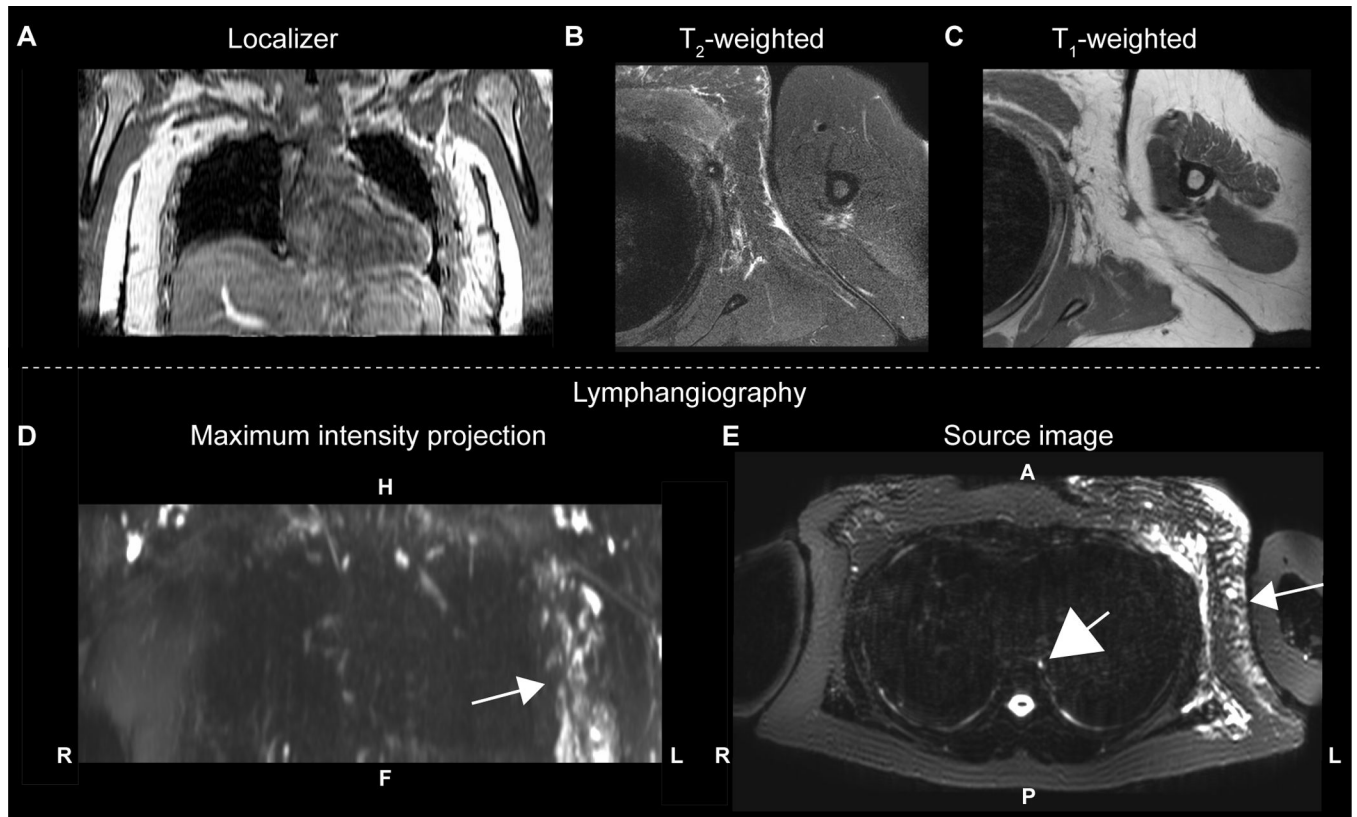 A Localizer
B T2-weighted
C T1-weighted
Lymphangiography
D Maximum intensity projection
E Source image
H
A
R
L
R
L
F
P